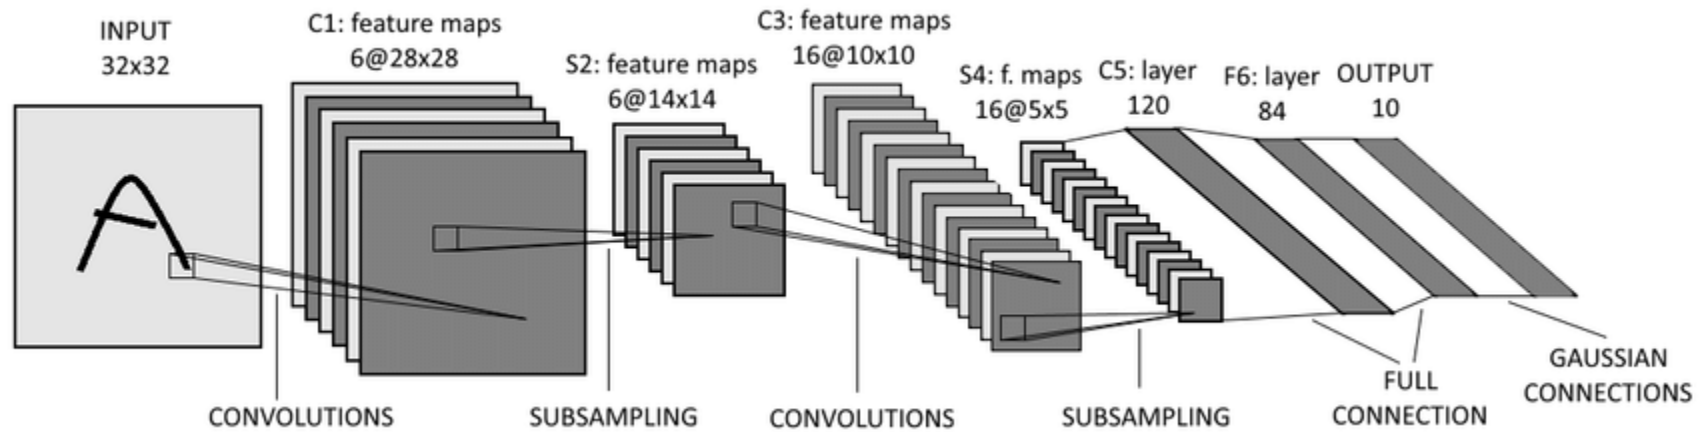 INPUT
32x32
C1: feature maps
6@28x28
S2: feature maps
6@14x14
C3: feature maps
16@10x10
S4: f. maps
16@5x5
C5: layer
120
F6: layer
84
OUTPUT
10
CONVOLUTIONS
SUBSAMPLING
CONVOLUTIONS
SUBSAMPLING
FULL
CONNECTION
GAUSSIAN
CONNECTIONS